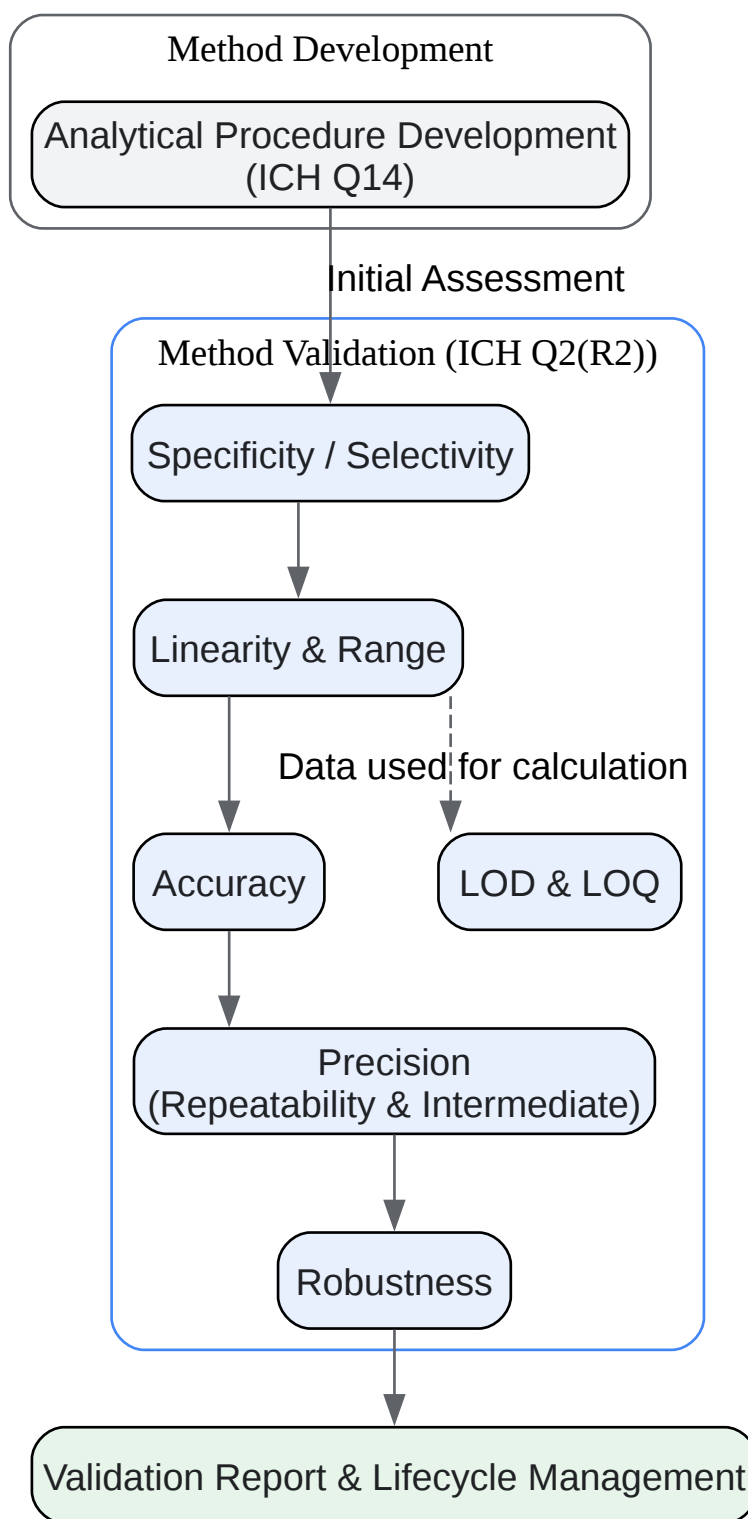 Method Development
Analytical Procedure Development
(ICH Q14)
Initial Assessment
Method Validation (ICH Q2(R2))
Specificity / Selectivity
Linearity & Range
Data used for calculation
Accuracy
LOD & LOQ
Precision
(Repeatability & Intermediate)
Robustness
Validation Report & Lifecycle Management